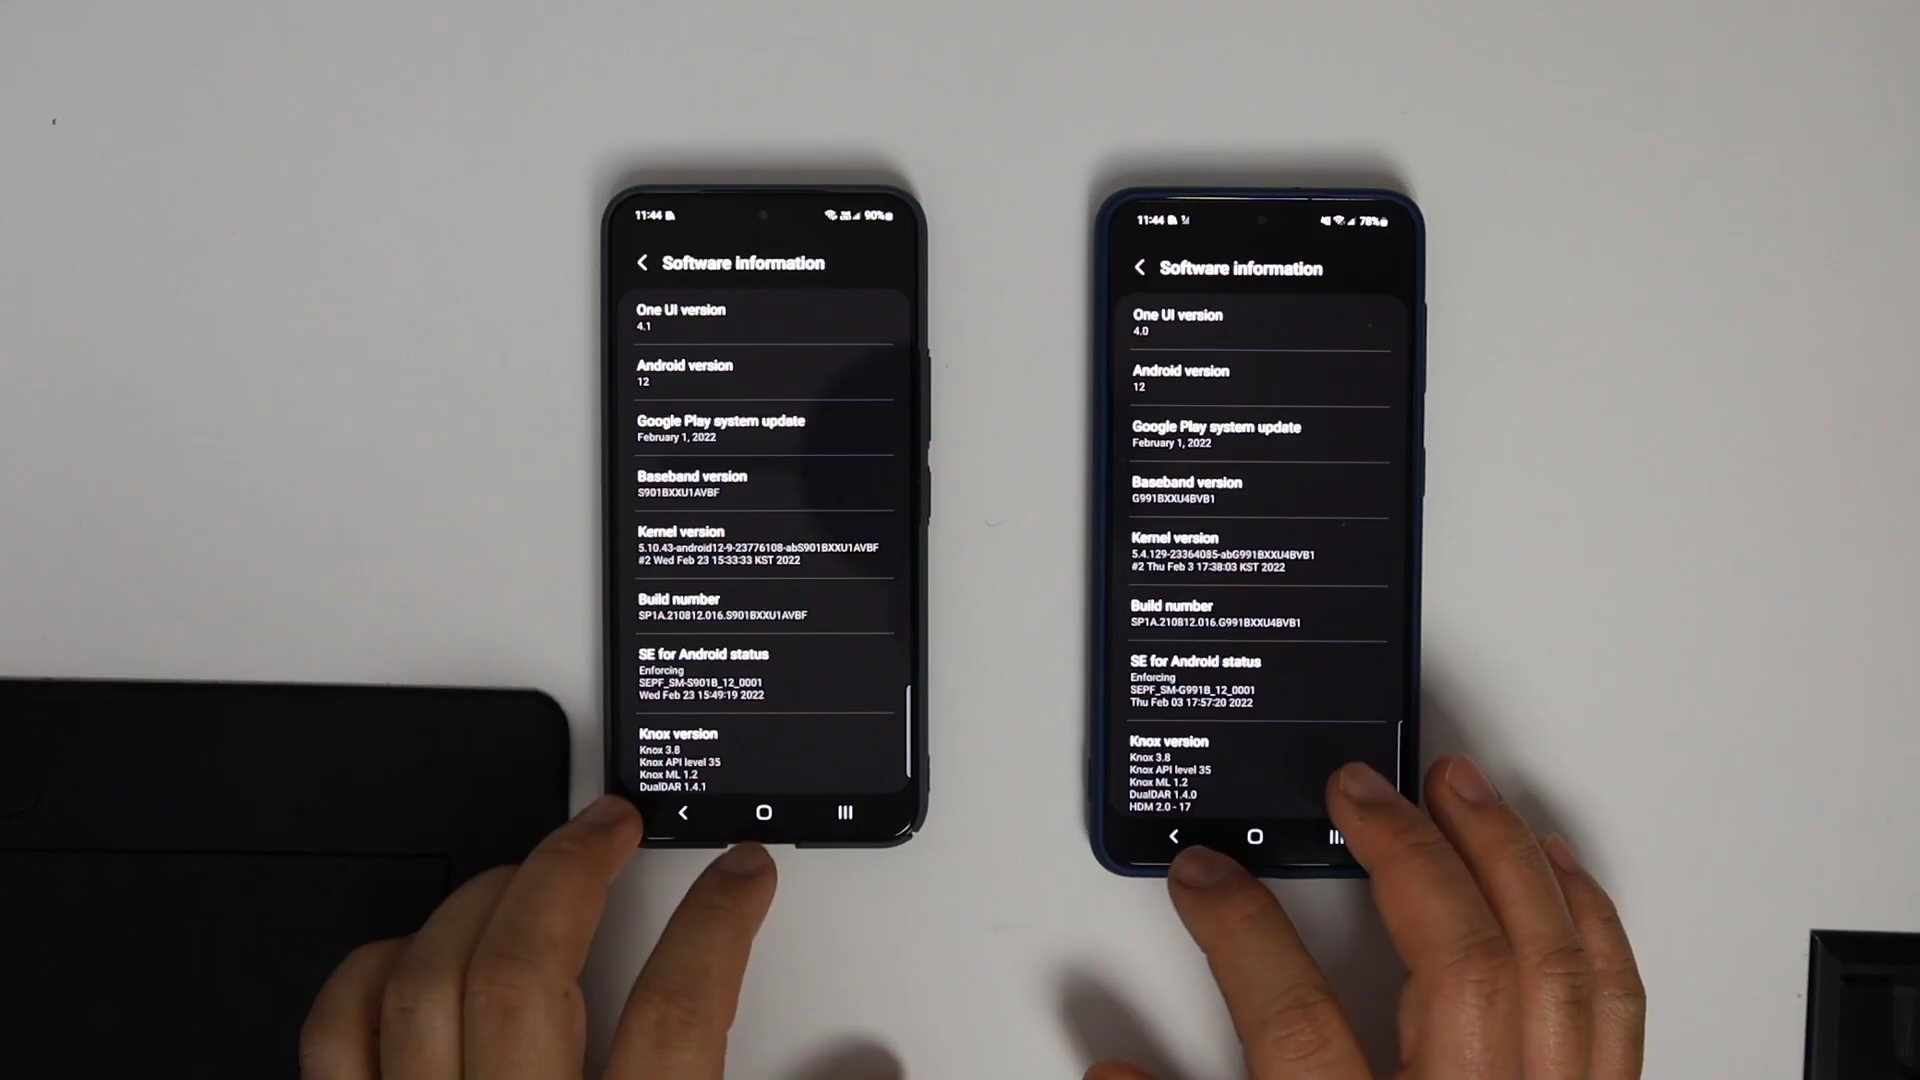 11:44
90%
Software information
One UI version
4.1
Android version
12
Google Play system update
February 1, 2022
Baseband version
S901BXXU1AVBF
Kernel version
5.10.43-android12-9-23776108-abS901BXXU1AVBF
#2 Wed Feb 23 15:33:33 KST 2022
Build number
SP1A.210812.016.S901BXXU1AVBF
SE for Android status
Enforcing
SEPF_SM-S901B_12_0001
Wed Feb 23 15:49:19 2022
Knox version
Knox 3.8
Knox API level 35
Knox ML 1.2
DualDAR 1.4.1
11:44
78%
Software information
One UI version
4.0
Android version
12
Google Play system update
February 1, 2022
Baseband version
G991BXXU4BVB1
Kernel version
5.4.129-23364085-abG991BXXU4BVB1
#2 Thu Feb 3 17:38:03 KST 2022
Build number
SP1A.210812.016.G991BXXU4BVB1
SE for Android status
Enforcing
SEPF_SM-G991B_12_0001
Thu Feb 03 17:57:20 2022
Knox version
Knox 3.8
Knox API level 35
Knox ML 1.2
DualDAR 1.4.0
HDM 2.0 - 17